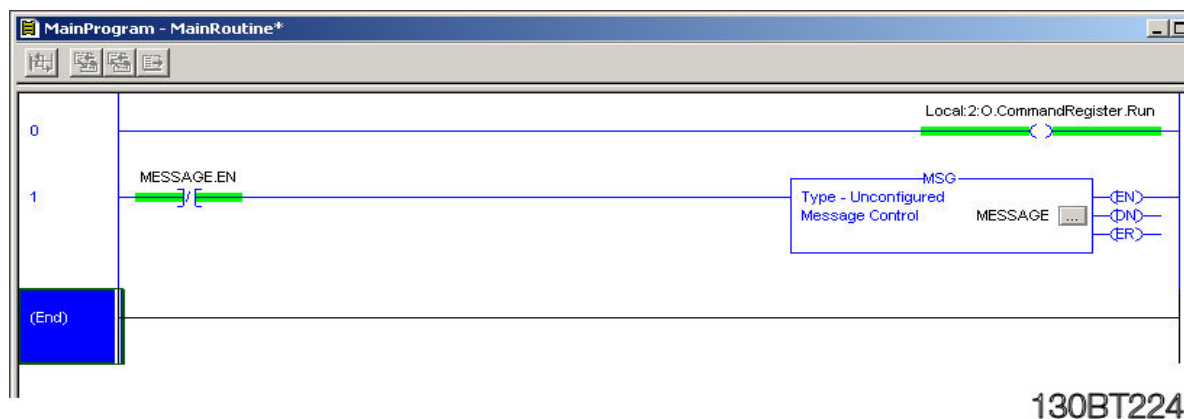 MainProgram - MainRoutine*
Local:2:O.CommandRegister.Run
0
MESSAGE.EN
1
MSG
Type - Unconfigured
Message Control MESSAGE ...
EN
DN
ER
(End)
130BT224